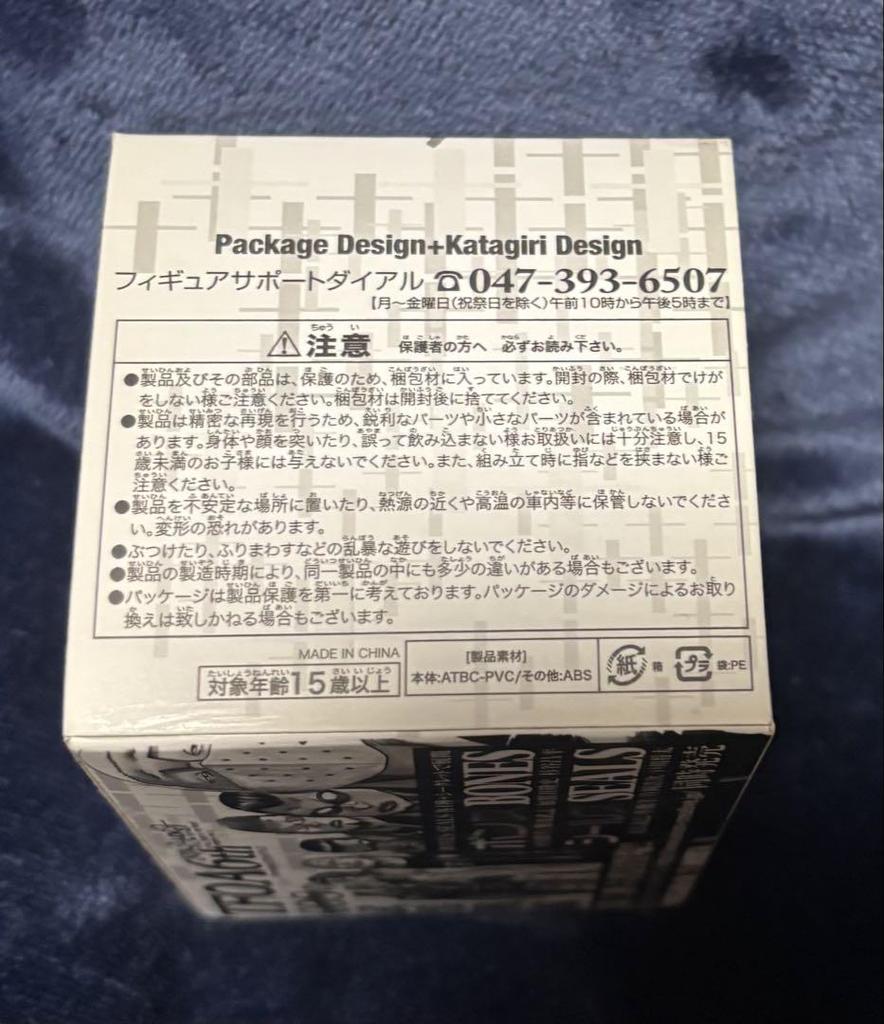 Package Design+Katagiri Design
フィギュアサポートダイアル ☎047-393-6507
【月～金曜日(祝祭日を除く)午前10時から午後5時まで】
⚠注意 保護者の方へ 必ずお読み下さい。
●製品及びその部品は、保護のため、梱包材に入っています。開封の際、梱包材でけが
をしない様ご注意ください。梱包材は開封後に捨ててください。
●製品は精密な再現を行うため、鋭利なパーツや小さなパーツが含まれている場合が
あります。身体や顔を突いたり、誤って飲み込まない様お取扱いには十分注意し、15
歳未満のお子様には与えないでください。また、組み立て時に指などを挟まない様ご
注意ください。
●製品を不安定な場所に置いたり、熱源の近くや高温の車内等に保管しないでくださ
い。変形の恐れがあります。
●ぶつけたり、ふりまわすなどの乱暴な遊びをしないでください。
●製品の製造時期により、同一製品の中にも多少の違いがある場合もございます。
●パッケージは製品保護を第一に考えております。パッケージのダメージによるお取り
換えは致しかねる場合もございます。
MADE IN CHINA
対象年齢15歳以上
[製品素材]
本体:ATBC-PVC/その他:ABS
紙 箱
プラ 袋:PE
BONES
SEALS